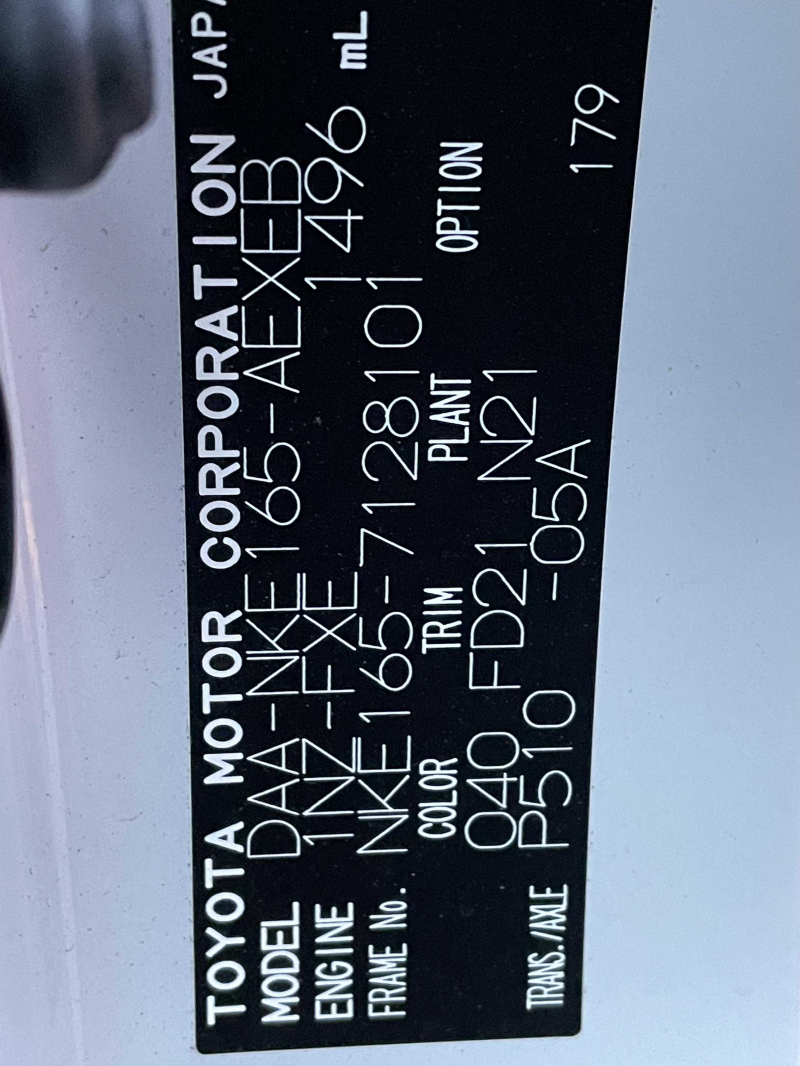 TOYOTA MOTOR CORPORATION JAPA
MODEL DAA-NKE165-AEXEB
ENGINE 1NZ-FXE 1496 mL
FRAME No. NKE165-7128101
COLOR TRIM PLANT OPTION
040 FD21 N21
TRANS./AXLE P510 -05A 179